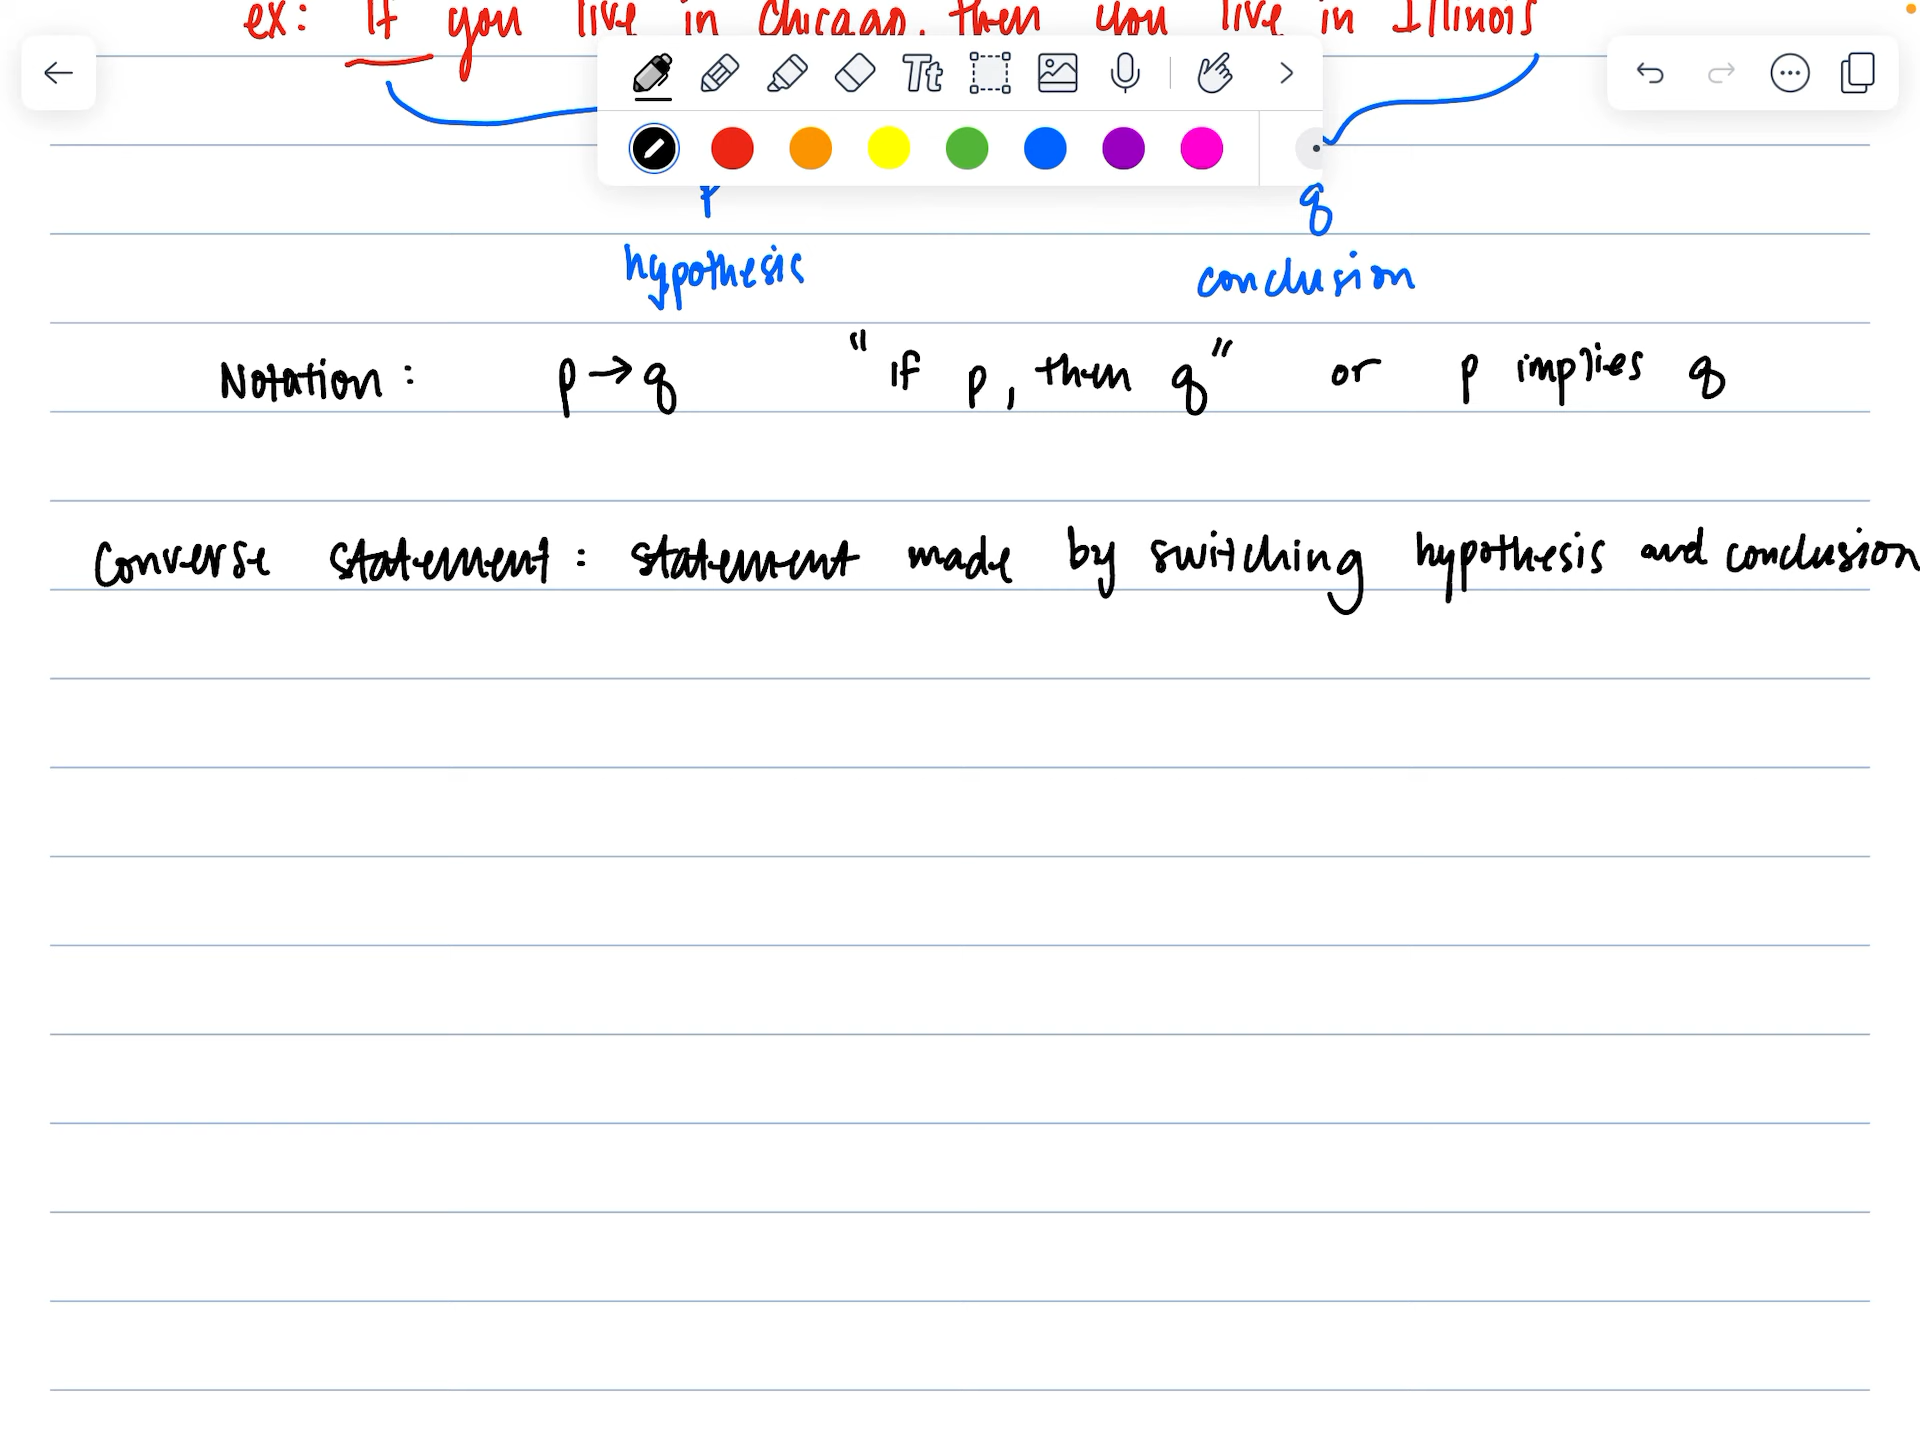 ex: If you live in Chicago, then you live in Illinois
Tt
p q
hypothesis conclusion
Notation: p → q "if p, then q" or p implies q
Converse statement: statement made by switching hypothesis and conclusion